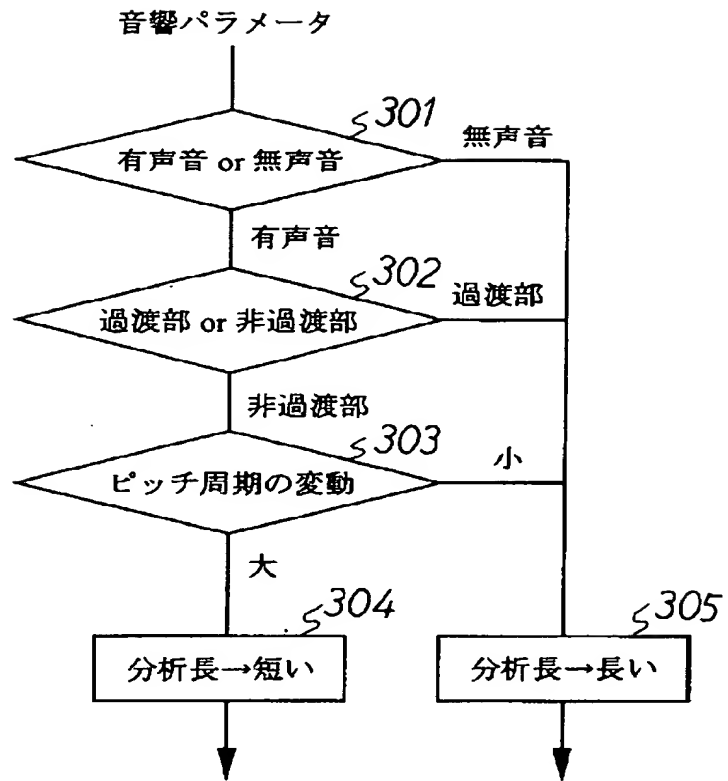 音響パラメータ
301
有声音 or 無声音
無声音
有声音
302
過渡部 or 非過渡部
過渡部
非過渡部
303
ピッチ周期の変動
小
大
304
分析長→短い
305
分析長→長い